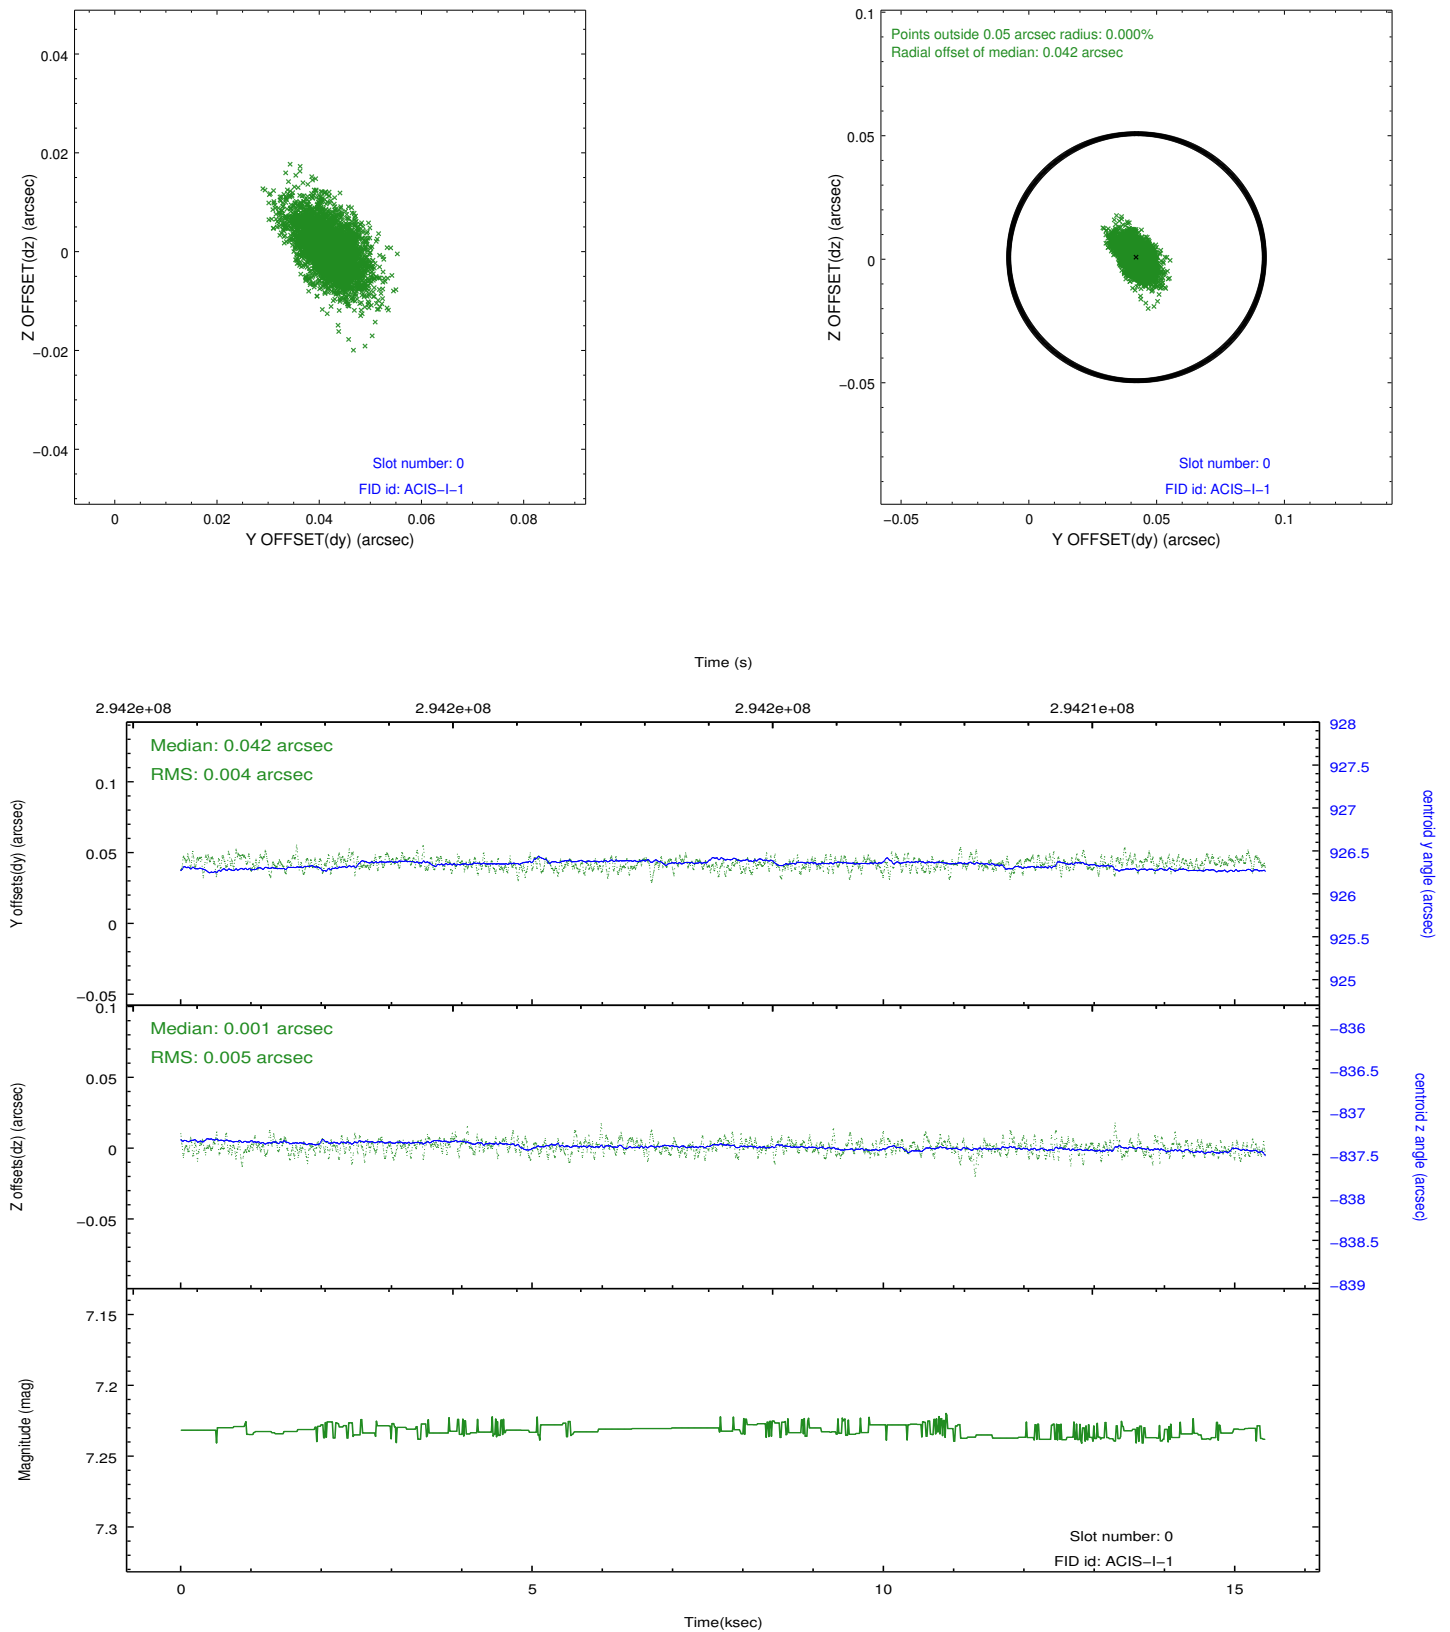 0.04
0.02
0
−0.02
−0.04
Z OFFSET(dz) (arcsec)
Slot number: 0
FID id: ACIS−I−1
0 0.02 0.04 0.06 0.08
Y OFFSET(dy) (arcsec)
Points outside 0.05 arcsec radius: 0.000%
Radial offset of median: 0.042 arcsec
0.1
0.05
0
−0.05
Z OFFSET(dz) (arcsec)
Slot number: 0
FID id: ACIS−I−1
−0.05 0 0.05 0.1
Y OFFSET(dy) (arcsec)
Time (s)
2.942e+08 2.942e+08 2.942e+08 2.9421e+08
Median: 0.042 arcsec
RMS: 0.004 arcsec
0.1
0.05
0
−0.05
Y offsets(dy) (arcsec)
928
927.5
927
926.5
926
925.5
925
centroid y angle (arcsec)
Median: 0.001 arcsec
RMS: 0.005 arcsec
0.1
0.05
0
−0.05
Z offsets(dz) (arcsec)
−836
−836.5
−837
−837.5
−838
−838.5
−839
centroid z angle (arcsec)
7.15
7.2
7.25
7.3
Magnitude (mag)
Slot number: 0
FID id: ACIS−I−1
0 5 10 15
Time(ksec)